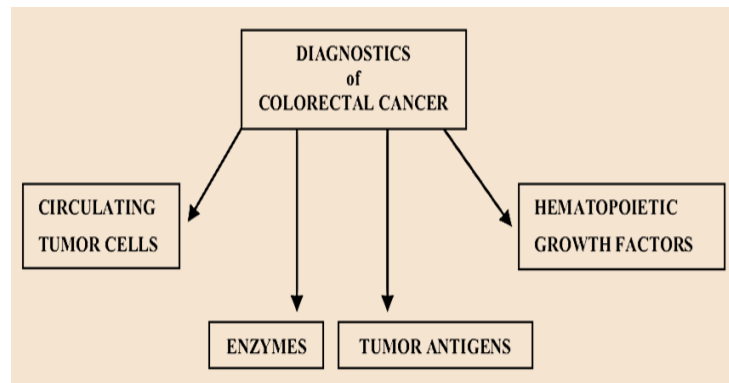 DIAGNOSTICS
of
COLORECTAL CANCER
CIRCULATING
TUMOR CELLS
HEMATOPOIETIC
GROWTH FACTORS
ENZYMES
TUMOR ANTIGENS